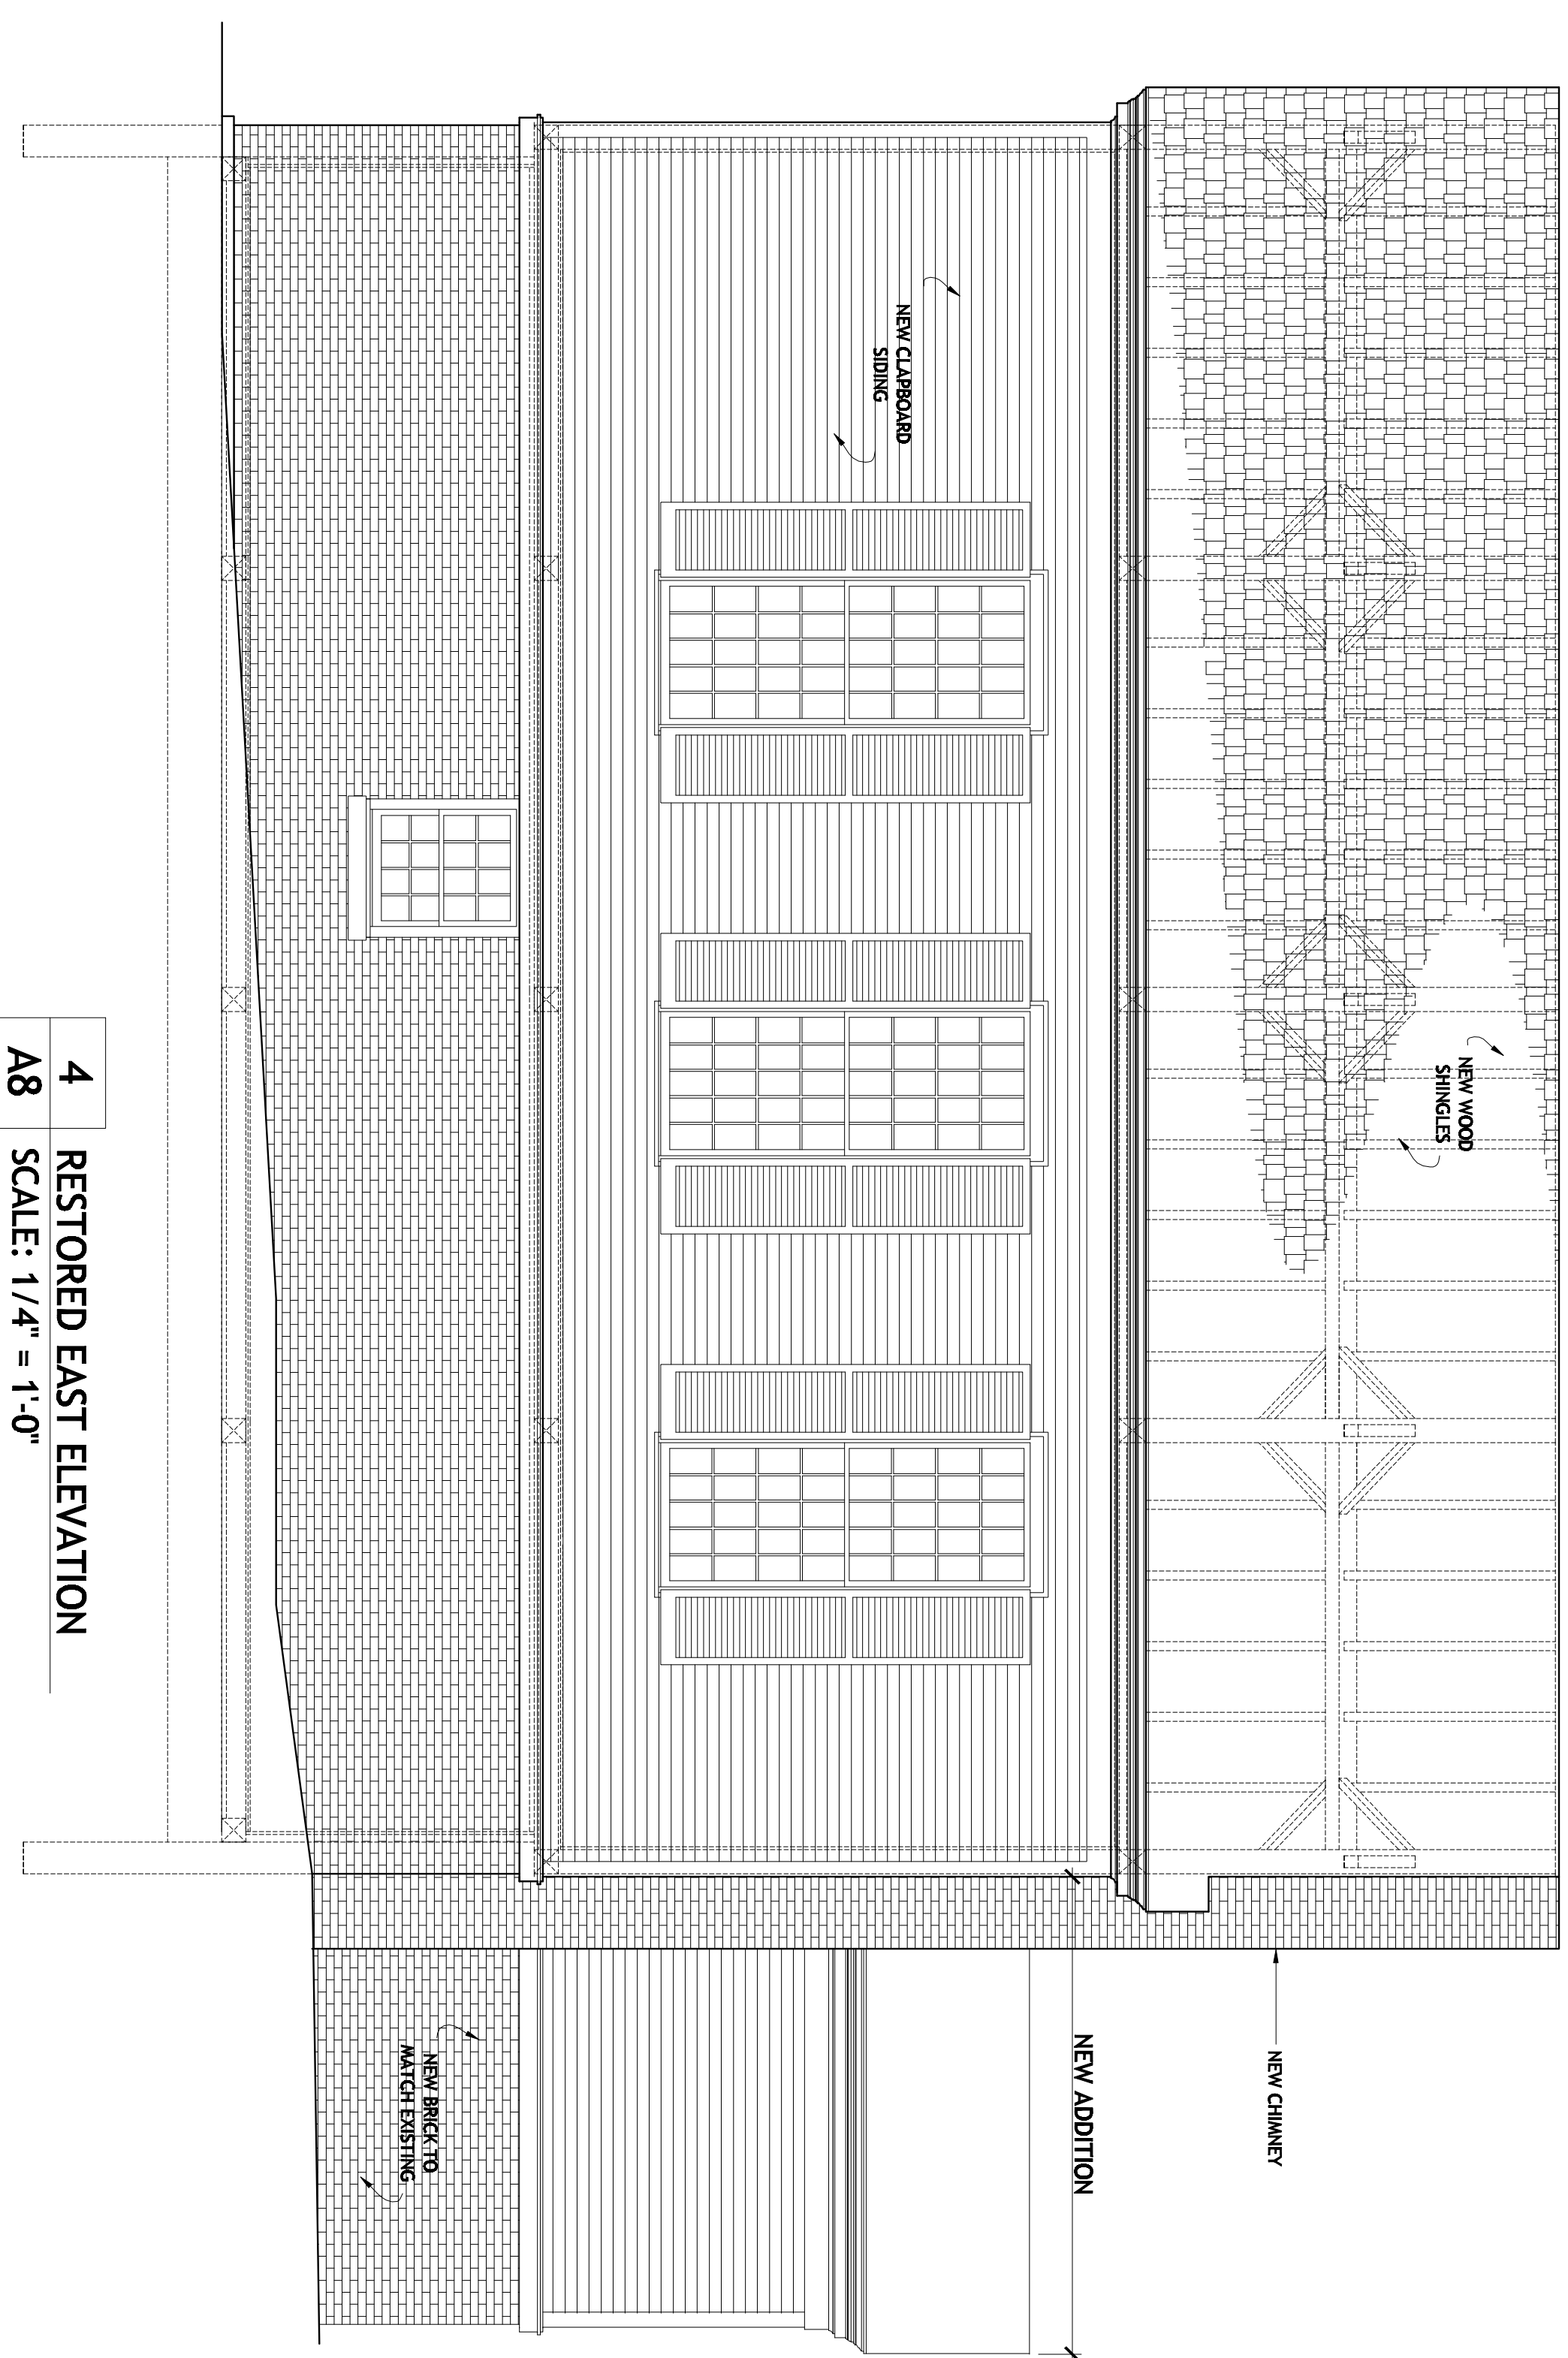 NEW WOOD
SHINGLES
NEW CHIMNEY
NEW ADDITION
NEW CLAPBOARD
SIDING
NEW BRICK TO
MATCH EXISTING
4
A8
RESTORED EAST ELEVATION
SCALE: 1/4" = 1'-0"